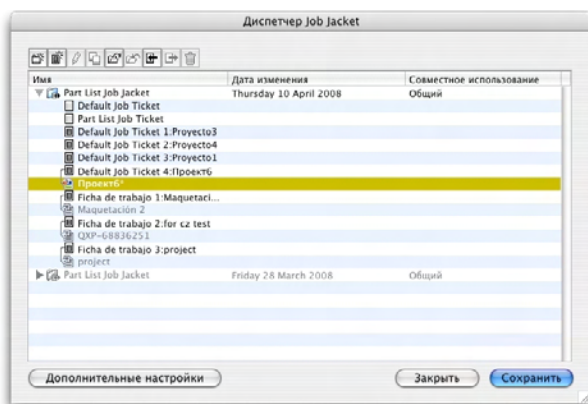 Диспетчер Job Jacket
Имя Дата изменения Совместное использование
Part List Job Jacket Thursday 10 April 2008 Общий
Default Job Ticket
Part List Job Ticket
Default Job Ticket 1:Proyecto3
Default Job Ticket 2:Proyecto4
Default Job Ticket 3:Proyecto1
Default Job Ticket 4:Проект6
Проект6*
Ficha de trabajo 1:Maquetaci...
Maquetación 2
Ficha de trabajo 2:for cz test
QXP-68836251
Ficha de trabajo 3:project
project
Part List Job Jacket Friday 28 March 2008 Общий
Дополнительные настройки Закрыть Сохранить